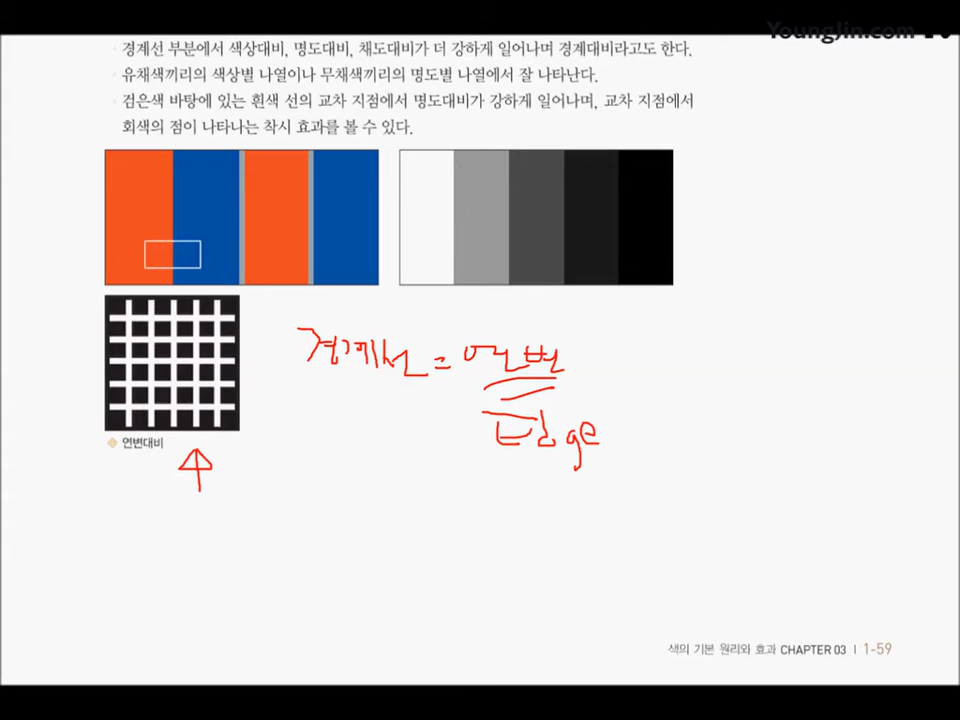 YoungJin.com
경계선 부분에서 색상대비, 명도대비, 채도대비가 더 강하게 일어나며 경계대비라고도 한다.
유채색끼리의 색상별 나열이나 무채색끼리의 명도별 나열에서 잘 나타난다.
검은색 바탕에 있는 흰색 선의 교차 지점에서 명도대비가 강하게 일어나며, 교차 지점에서
회색의 점이 나타나는 착시 효과를 볼 수 있다.
경계선 = 연변
Edge
연변대비
색의 기본 원리와 효과 CHAPTER 03 | 1-59